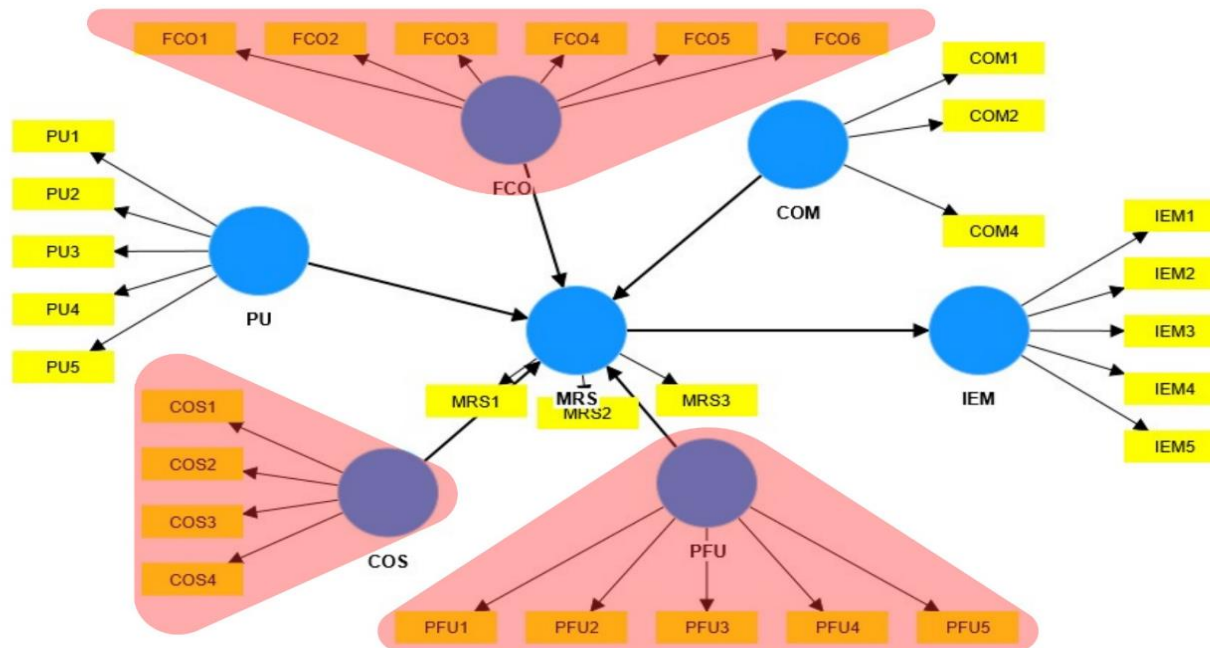 FCO1 FCO2 FCO3 FCO4 FCO5 FCO6
FCO
COM1
COM2
COM4
COM
PU1
PU2
PU3
PU4
PU5
PU
IEM1
IEM2
IEM3
IEM4
IEM5
IEM
MRS
MRS1 MRS2 MRS3
COS1
COS2
COS3
COS4
COS
PFU
PFU1 PFU2 PFU3 PFU4 PFU5